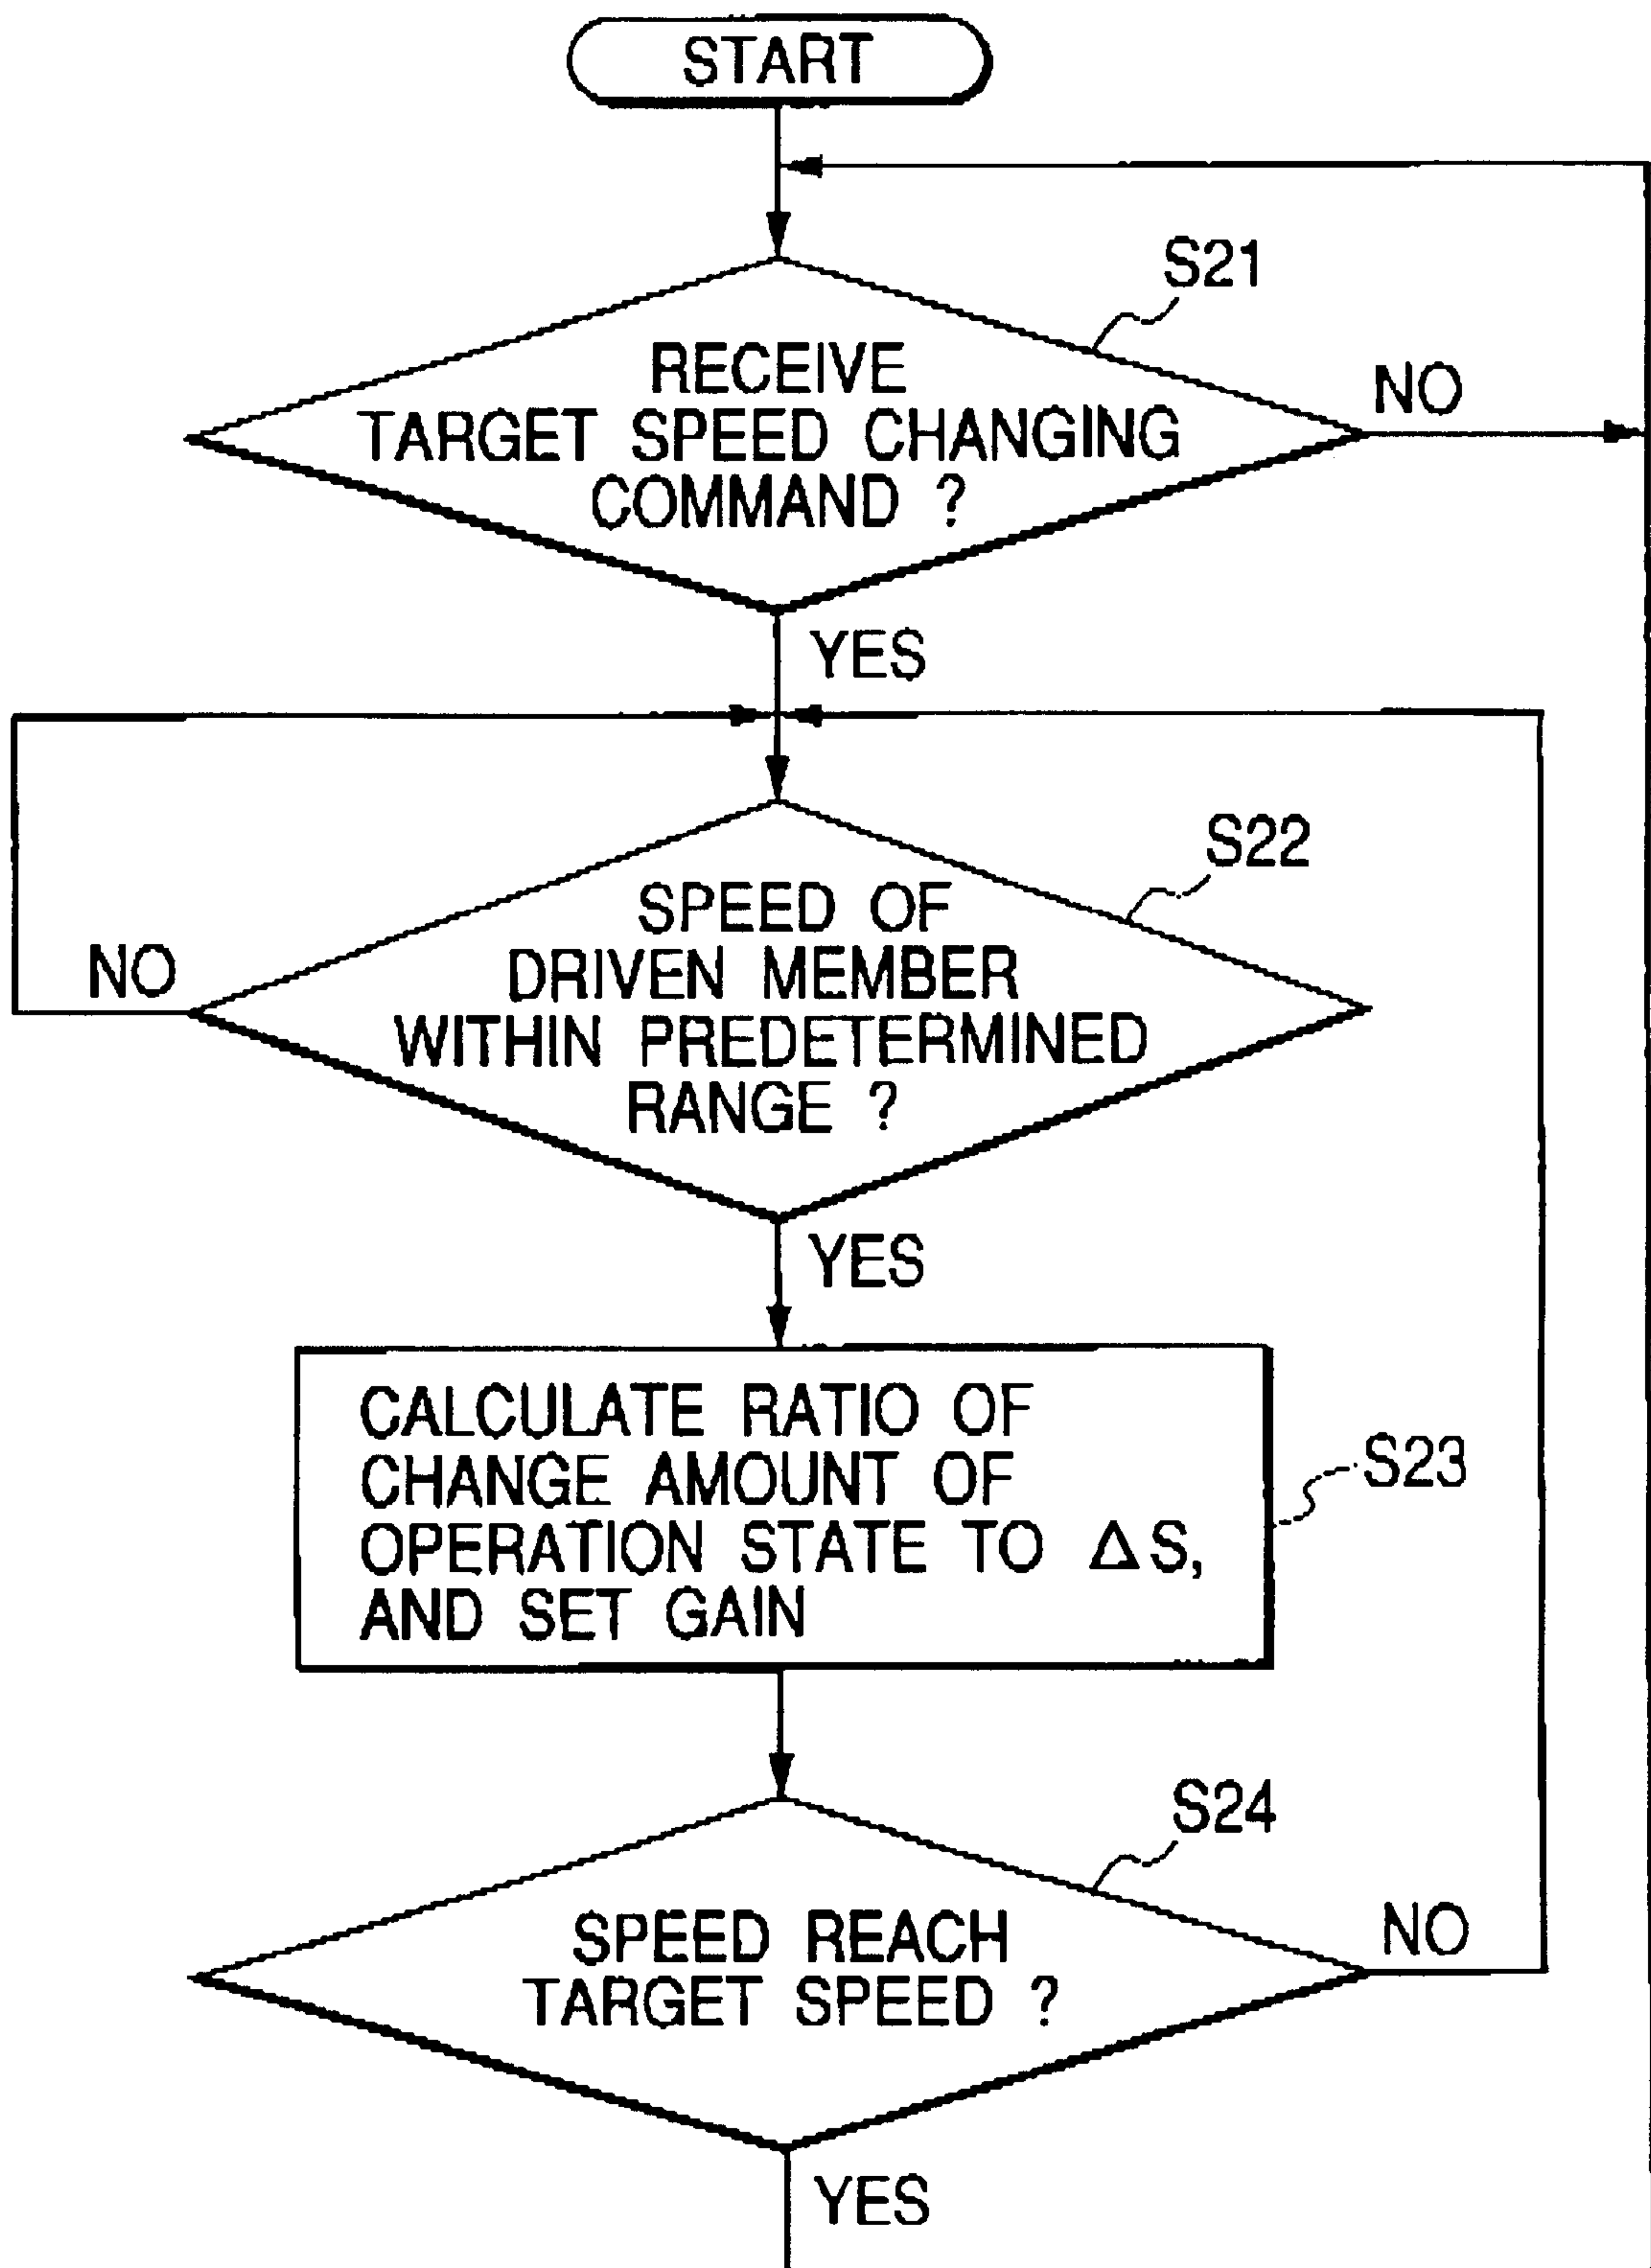 START
S21
RECEIVE
TARGET SPEED CHANGING
COMMAND ?
NO
YES
S22
SPEED OF
DRIVEN MEMBER
WITHIN PREDETERMINED
RANGE ?
NO
YES
CALCULATE RATIO OF
CHANGE AMOUNT OF
OPERATION STATE TO ΔS,
AND SET GAIN
S23
S24
SPEED REACH
TARGET SPEED ?
NO
YES